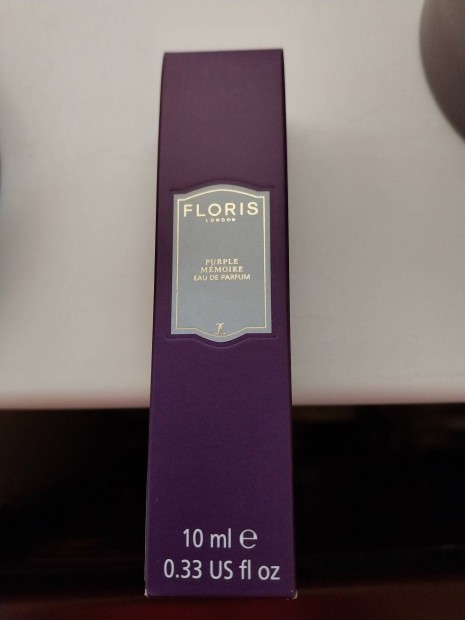 FLORIS
LONDON
PURPLE
MÉMOIRE
EAU DE PARFUM
10 ml ℮
0.33 US fl oz